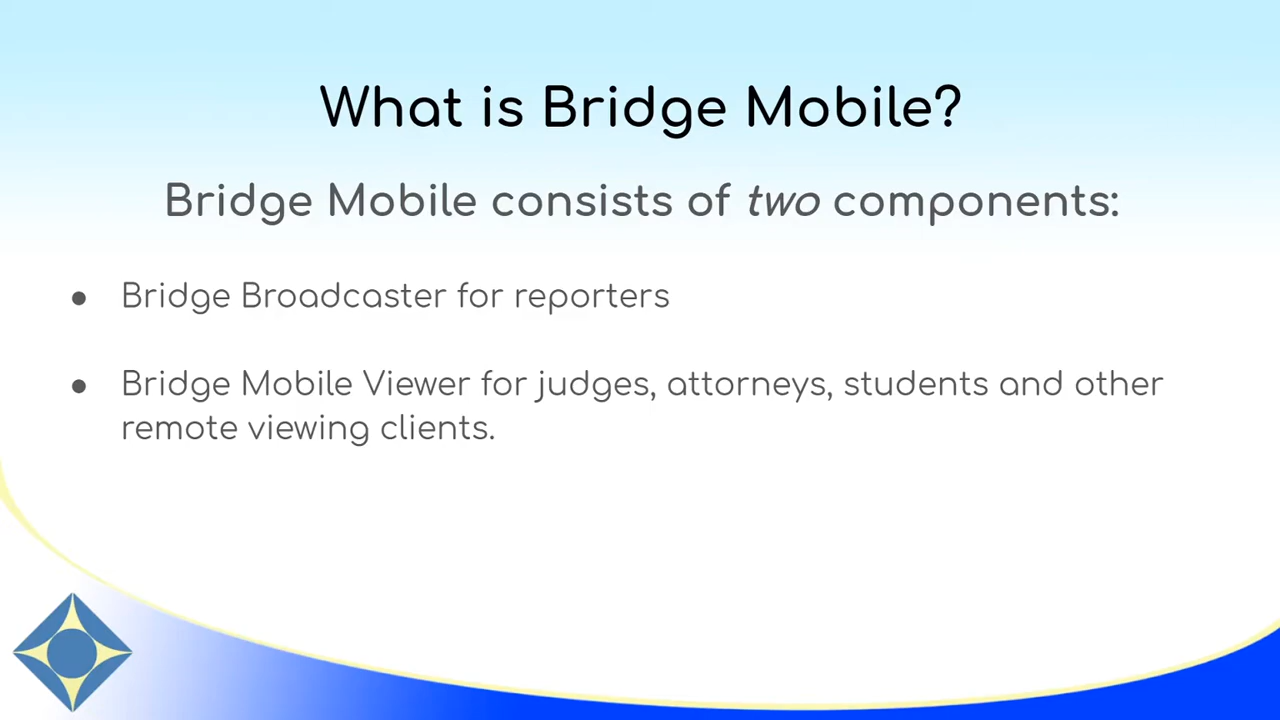 What is Bridge Mobile?
Bridge Mobile consists of two components:
● Bridge Broadcaster for reporters
● Bridge Mobile Viewer for judges, attorneys, students and other
remote viewing clients.